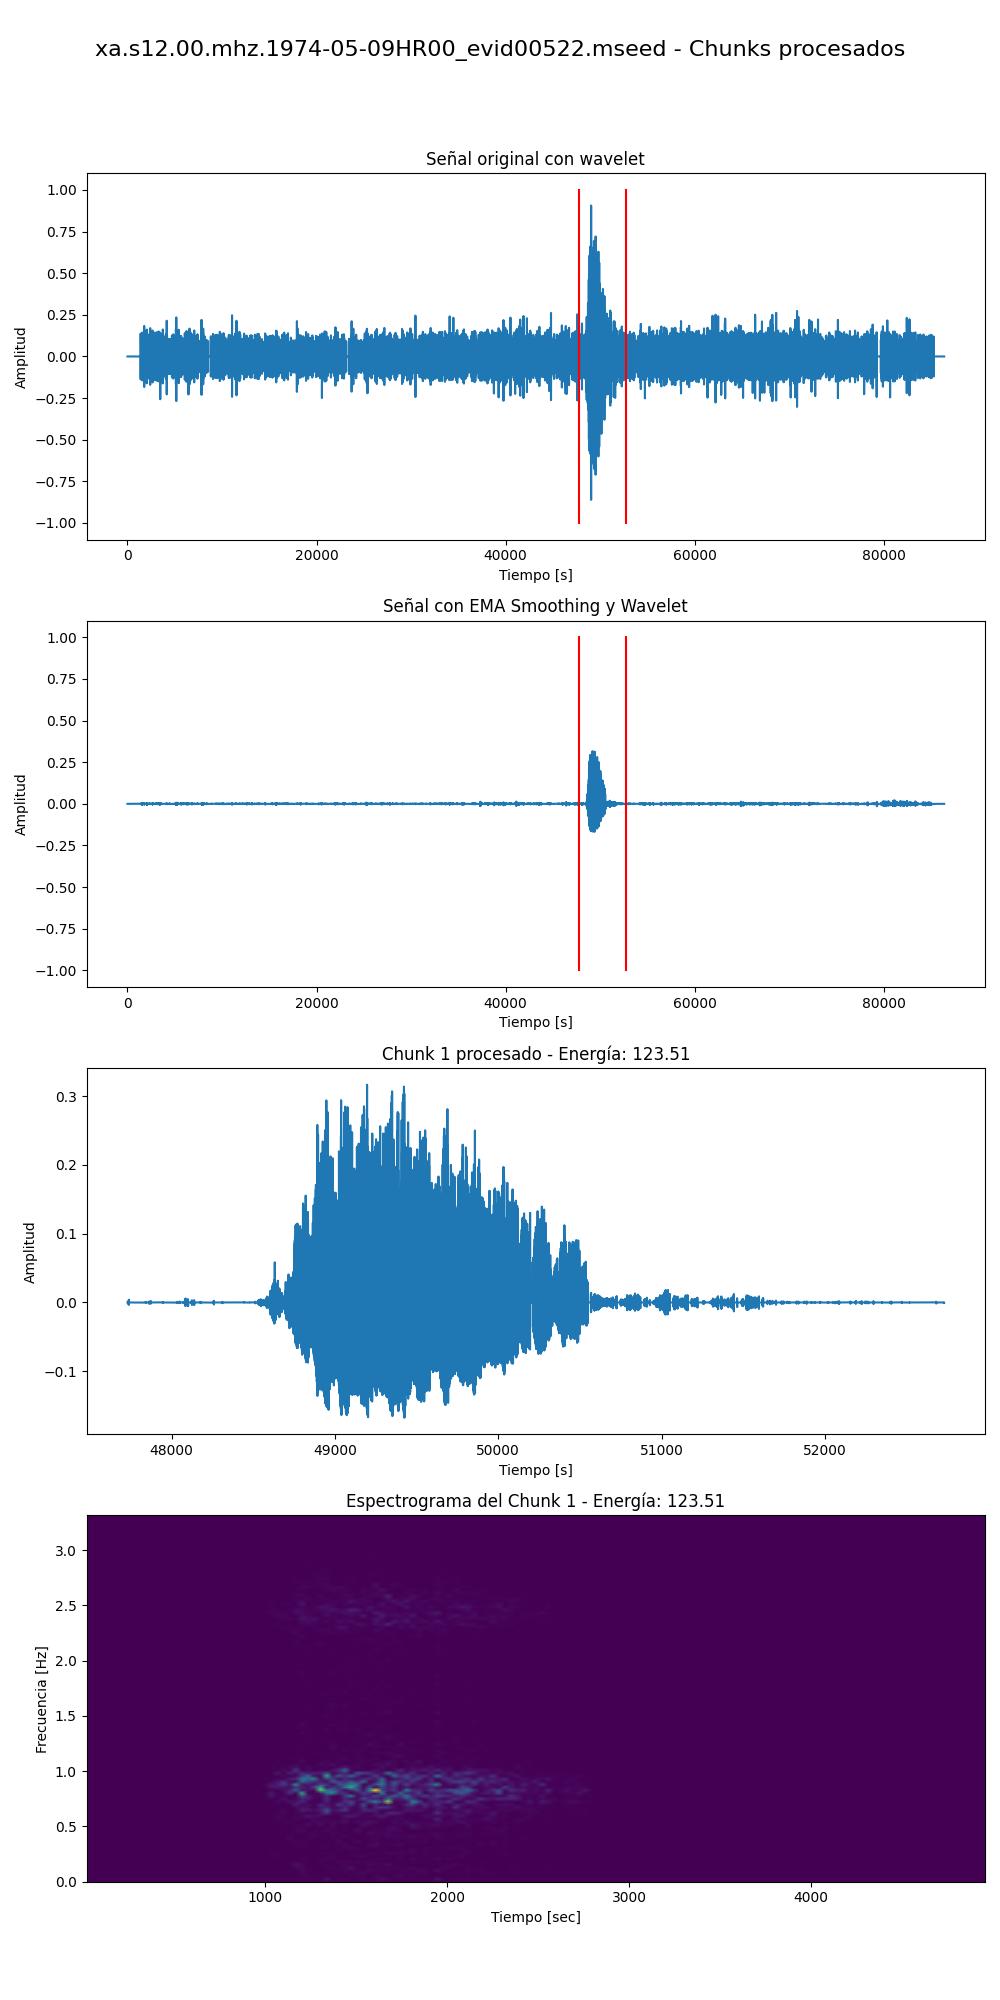 xa.s12.00.mhz.1974-05-09HR00_evid00522.mseed - Chunks procesados
Señal original con wavelet
1.00
0.75
0.50
0.25
0.00
−0.25
−0.50
−0.75
−1.00
Amplitud
0 20000 40000 60000 80000
Tiempo [s]
Señal con EMA Smoothing y Wavelet
1.00
0.75
0.50
0.25
0.00
−0.25
−0.50
−0.75
−1.00
Amplitud
0 20000 40000 60000 80000
Tiempo [s]
Chunk 1 procesado - Energía: 123.51
0.3
0.2
0.1
0.0
−0.1
Amplitud
48000 49000 50000 51000 52000
Tiempo [s]
Espectrograma del Chunk 1 - Energía: 123.51
3.0
2.5
2.0
1.5
1.0
0.5
0.0
Frecuencia [Hz]
1000 2000 3000 4000
Tiempo [sec]